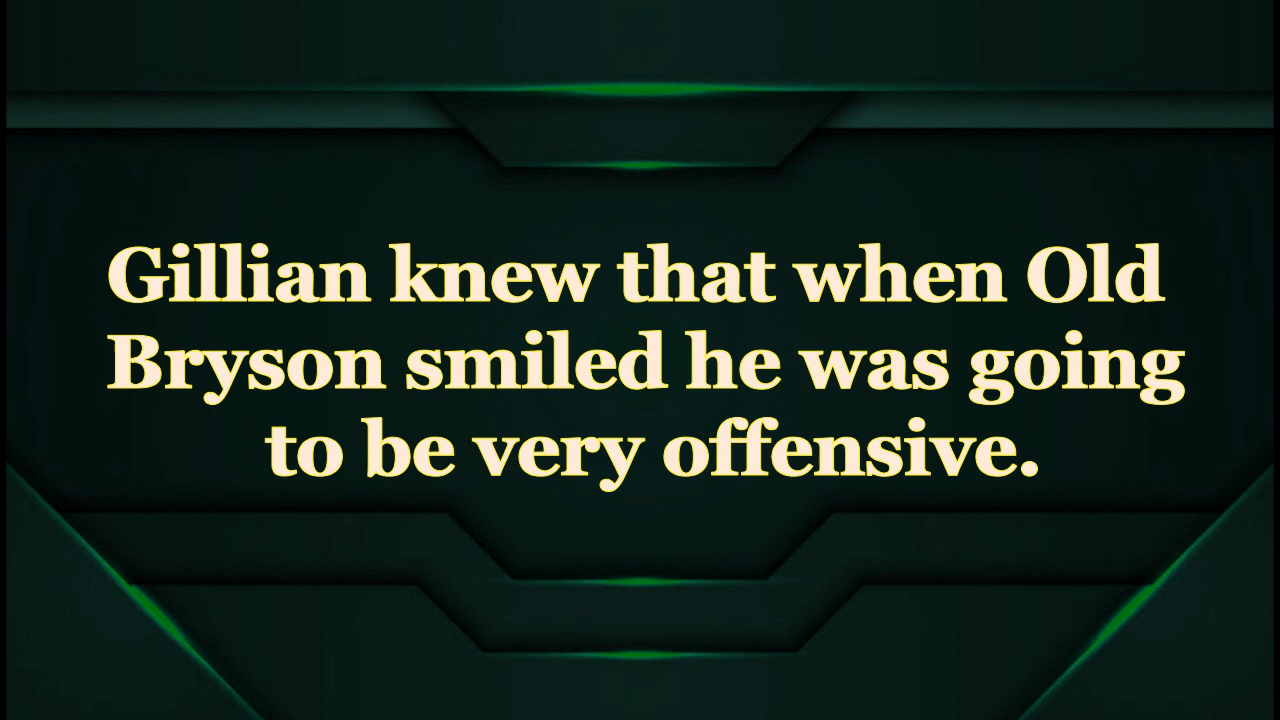 Gillian knew that when Old
Bryson smiled he was going
to be very offensive.